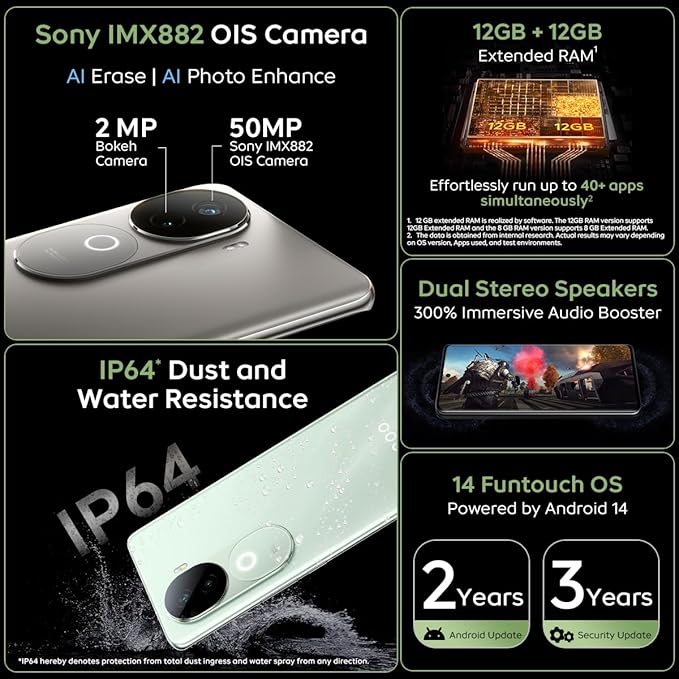 Sony IMX882 OIS Camera
AI Erase | AI Photo Enhance
2 MP
Bokeh
Camera
50MP
Sony IMX882
OIS Camera
12GB + 12GB
Extended RAM¹
12GB 12GB
Effortlessly run up to 40+ apps
simultaneously²
1. 12 GB extended RAM is realized by software. The 12GB RAM version supports
12GB Extended RAM and the 8 GB RAM version supports 8 GB Extended RAM.
2. The data is obtained from internal research. Actual results may vary depending
on OS version, Apps used, and test environments.
Dual Stereo Speakers
300% Immersive Audio Booster
IP64* Dust and
Water Resistance
IP64
*IP64 hereby denotes protection from total dust ingress and water spray from any direction.
14 Funtouch OS
Powered by Android 14
2 Years
Android Update
3 Years
Security Update